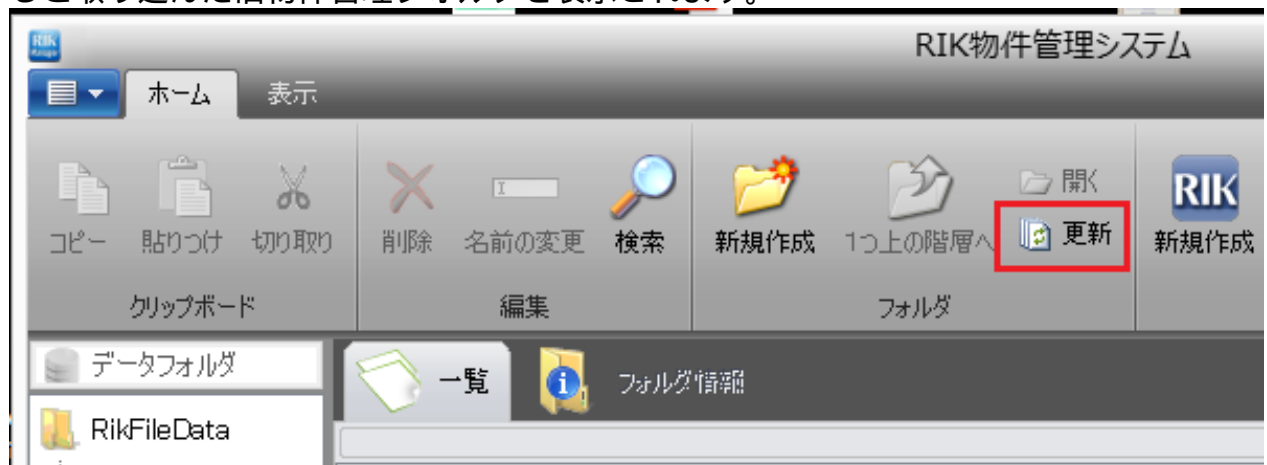 RIK物件管理システム
ホーム 表示
コピー 貼りつけ 切り取り 削除 名前の変更 検索 新規作成 1つ上の階層へ 開く 更新 RIK 新規作成
クリップボード 編集 フォルダ
データフォルダ 一覧 フォルダ情報
RikFileData